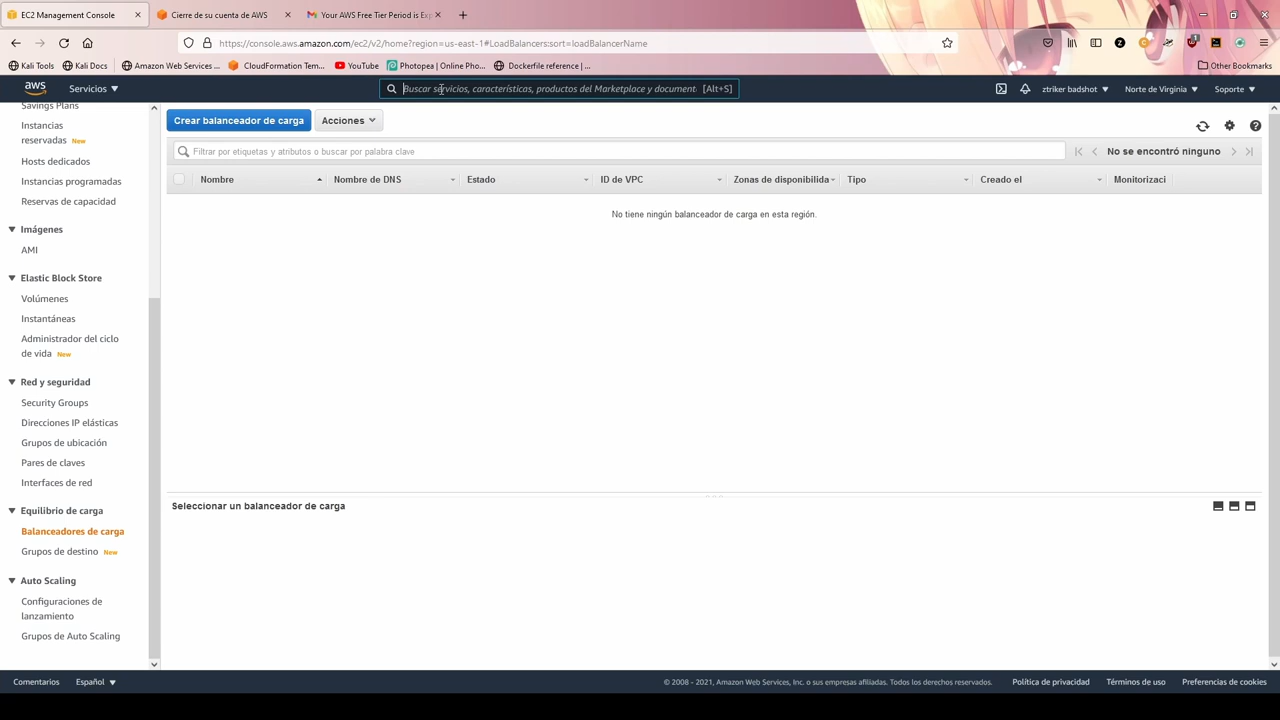 EC2 Management Console
Cierre de su cuenta de AWS
Your AWS Free Tier Period is Exp
https://console.aws.amazon.com/ec2/v2/home?region=us-east-1#LoadBalancers:sort=loadBalancerName
Kali Tools
Kali Docs
Amazon Web Services ...
CloudFormation Tem...
YouTube
Photopea | Online Pho...
Dockerfile reference | ...
Other Bookmarks
aws
Servicios
Buscar servicios, características, productos del Marketplace y document
[Alt+S]
ztriker badshot
Norte de Virginia
Soporte
Savings Plans
Instancias
reservadas New
Hosts dedicados
Instancias programadas
Reservas de capacidad
Imágenes
AMI
Elastic Block Store
Volúmenes
Instantáneas
Administrador del ciclo
de vida New
Red y seguridad
Security Groups
Direcciones IP elásticas
Grupos de ubicación
Pares de claves
Interfaces de red
Equilibrio de carga
Balanceadores de carga
Grupos de destino New
Auto Scaling
Configuraciones de
lanzamiento
Grupos de Auto Scaling
Crear balanceador de carga
Acciones
Filtrar por etiquetas y atributos o buscar por palabra clave
No se encontró ninguno
Nombre
Nombre de DNS
Estado
ID de VPC
Zonas de disponibilida
Tipo
Creado el
Monitorizaci
No tiene ningún balanceador de carga en esta región.
Seleccionar un balanceador de carga
Comentarios
Español
© 2008 - 2021, Amazon Web Services, Inc. o sus empresas afiliadas. Todos los derechos reservados.
Política de privacidad
Términos de uso
Preferencias de cookies